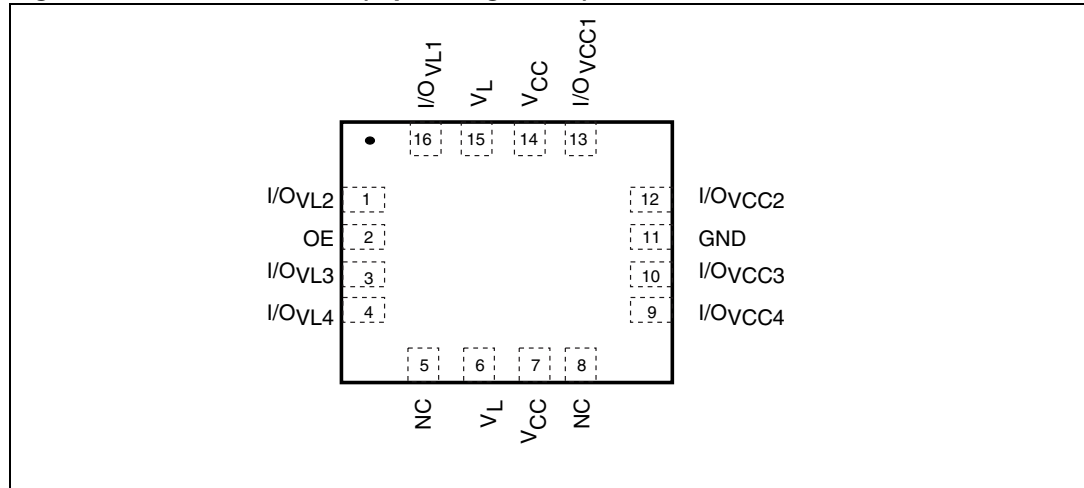 I/OVL1
VL
VCC
I/OVCC1
16
15
14
13
I/OVL2
1
12
I/OVCC2
OE
2
11
GND
I/OVL3
3
10
I/OVCC3
I/OVL4
4
9
I/OVCC4
5
6
7
8
NC
VL
VCC
NC